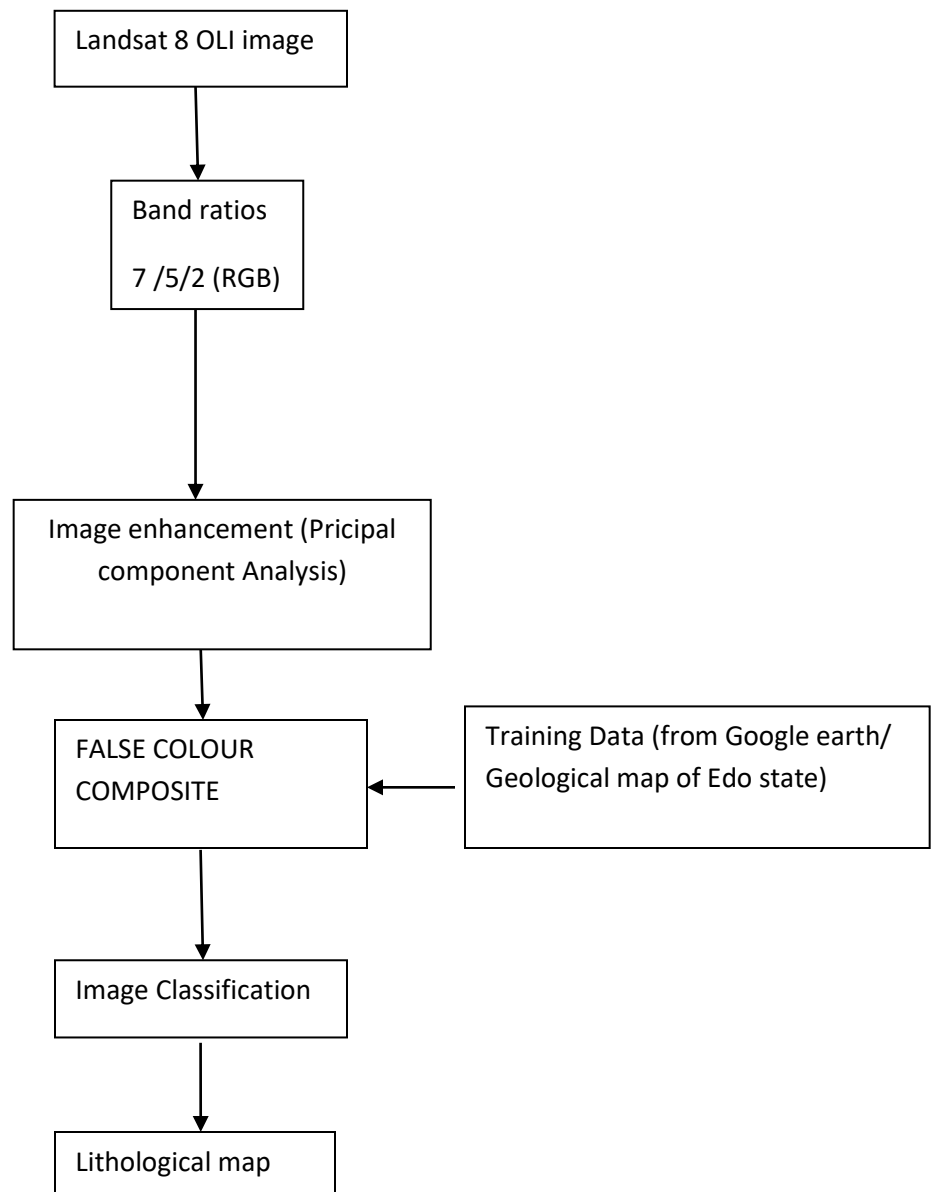 Landsat 8 OLI image
Band ratios
7 /5/2 (RGB)
Image enhancement (Pricipal
component Analysis)
FALSE COLOUR
COMPOSITE
Training Data (from Google earth/
Geological map of Edo state)
Image Classification
Lithological map